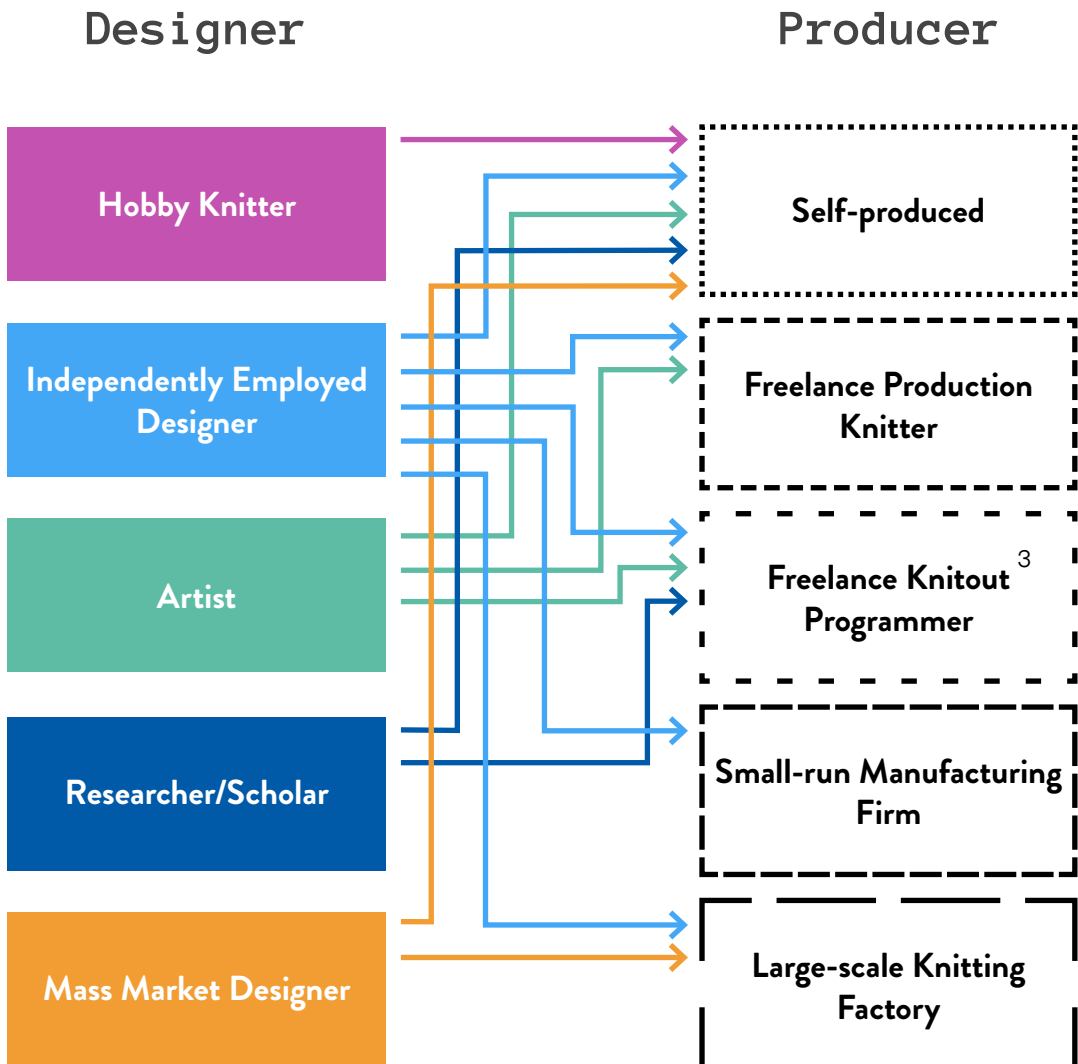 Designer
Producer
Hobby Knitter
Self-produced
Independently Employed
Designer
Freelance Production
Knitter
Artist
Freelance Knitout 3
Programmer
Researcher/Scholar
Small-run Manufacturing
Firm
Mass Market Designer
Large-scale Knitting
Factory